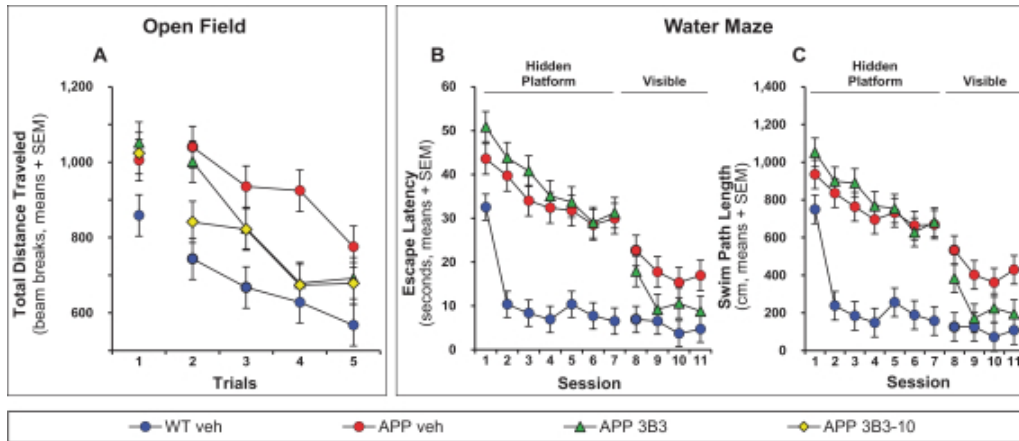 Open Field
A
Total Distance Traveled
(beam breaks, means + SEM)
1,200
1,000
800
600
1 2 3 4 5
Trials
Water Maze
B
Hidden
Platform
Visible
Escape Latency
(seconds, means + SEM)
60
50
40
30
20
10
0
1 2 3 4 5 6 7 8 9 10 11
Session
C
Hidden
Platform
Visible
Swim Path Length
(cm, means + SEM)
1,400
1,200
1,000
800
600
400
200
0
1 2 3 4 5 6 7 8 9 10 11
Session
WT veh APP veh APP 3B3 APP 3B3-10